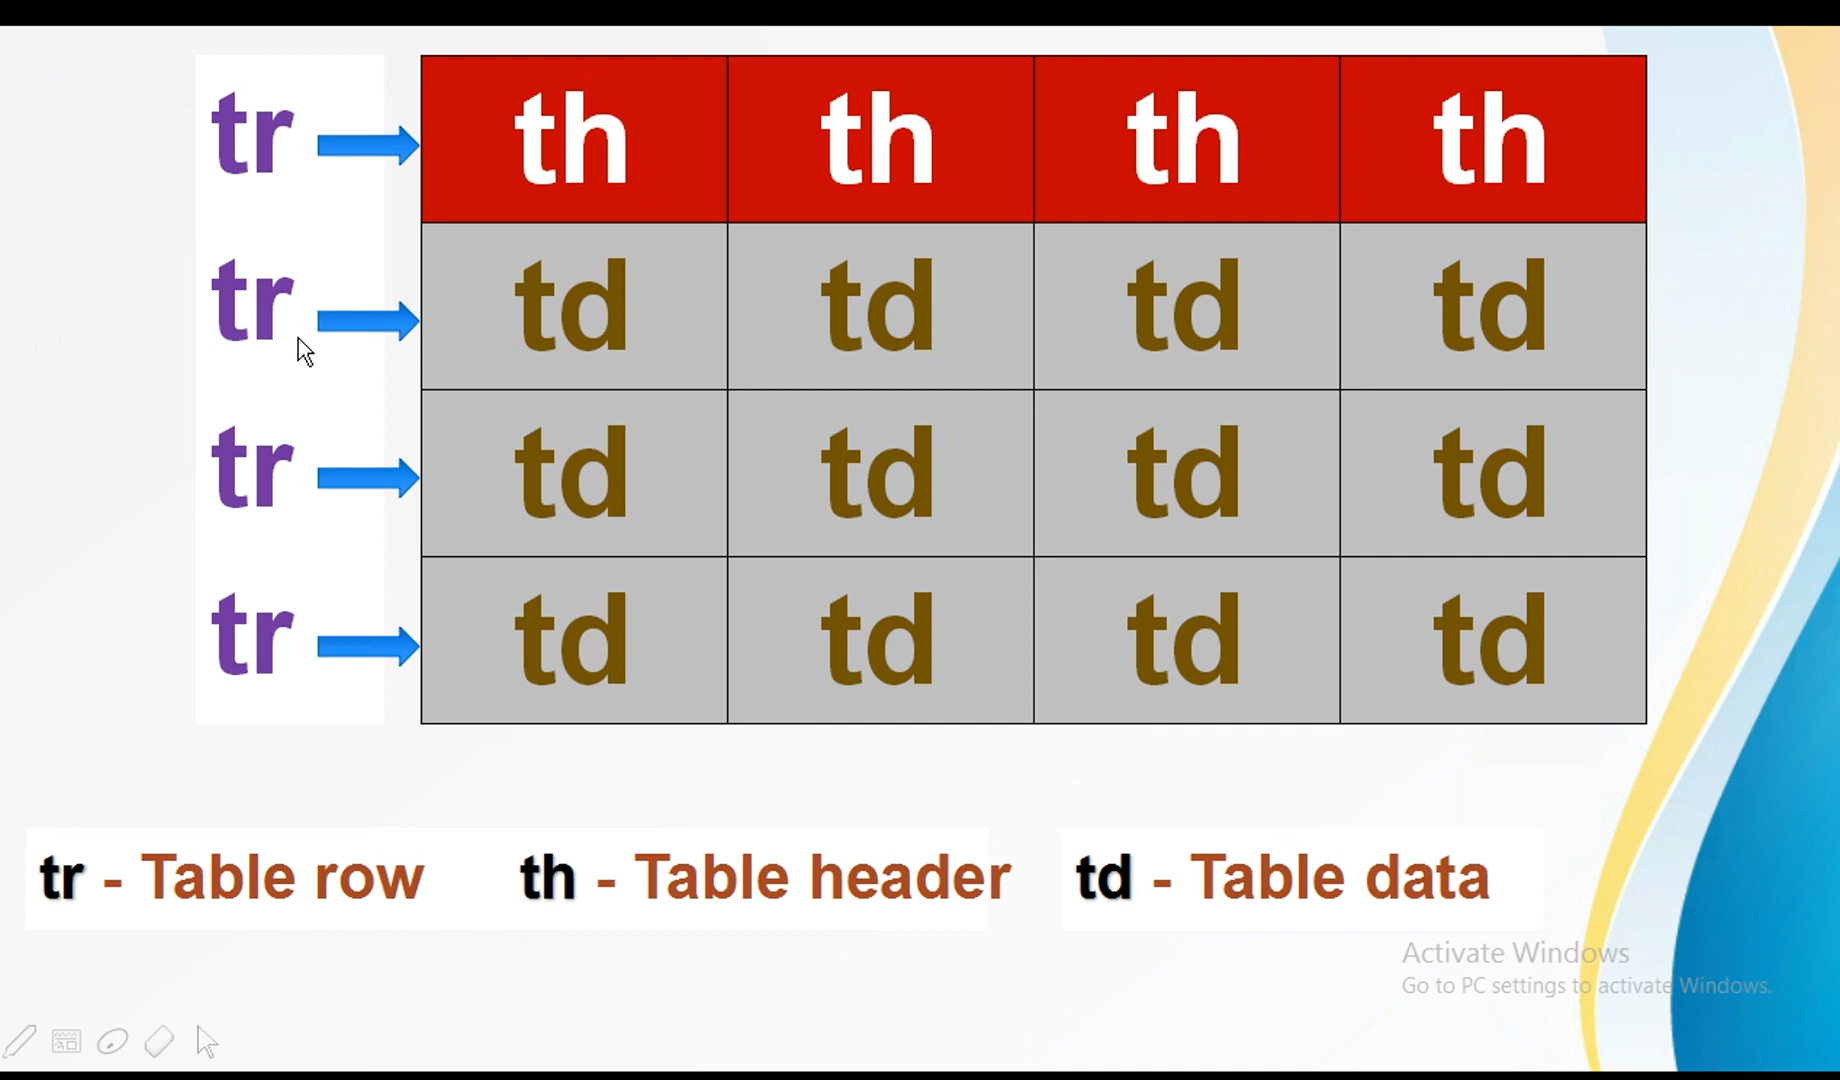 tr th th th th
tr td td td td
tr td td td td
tr td td td td
tr - Table row th - Table header td - Table data
Activate Windows
Go to PC settings to activate Windows.